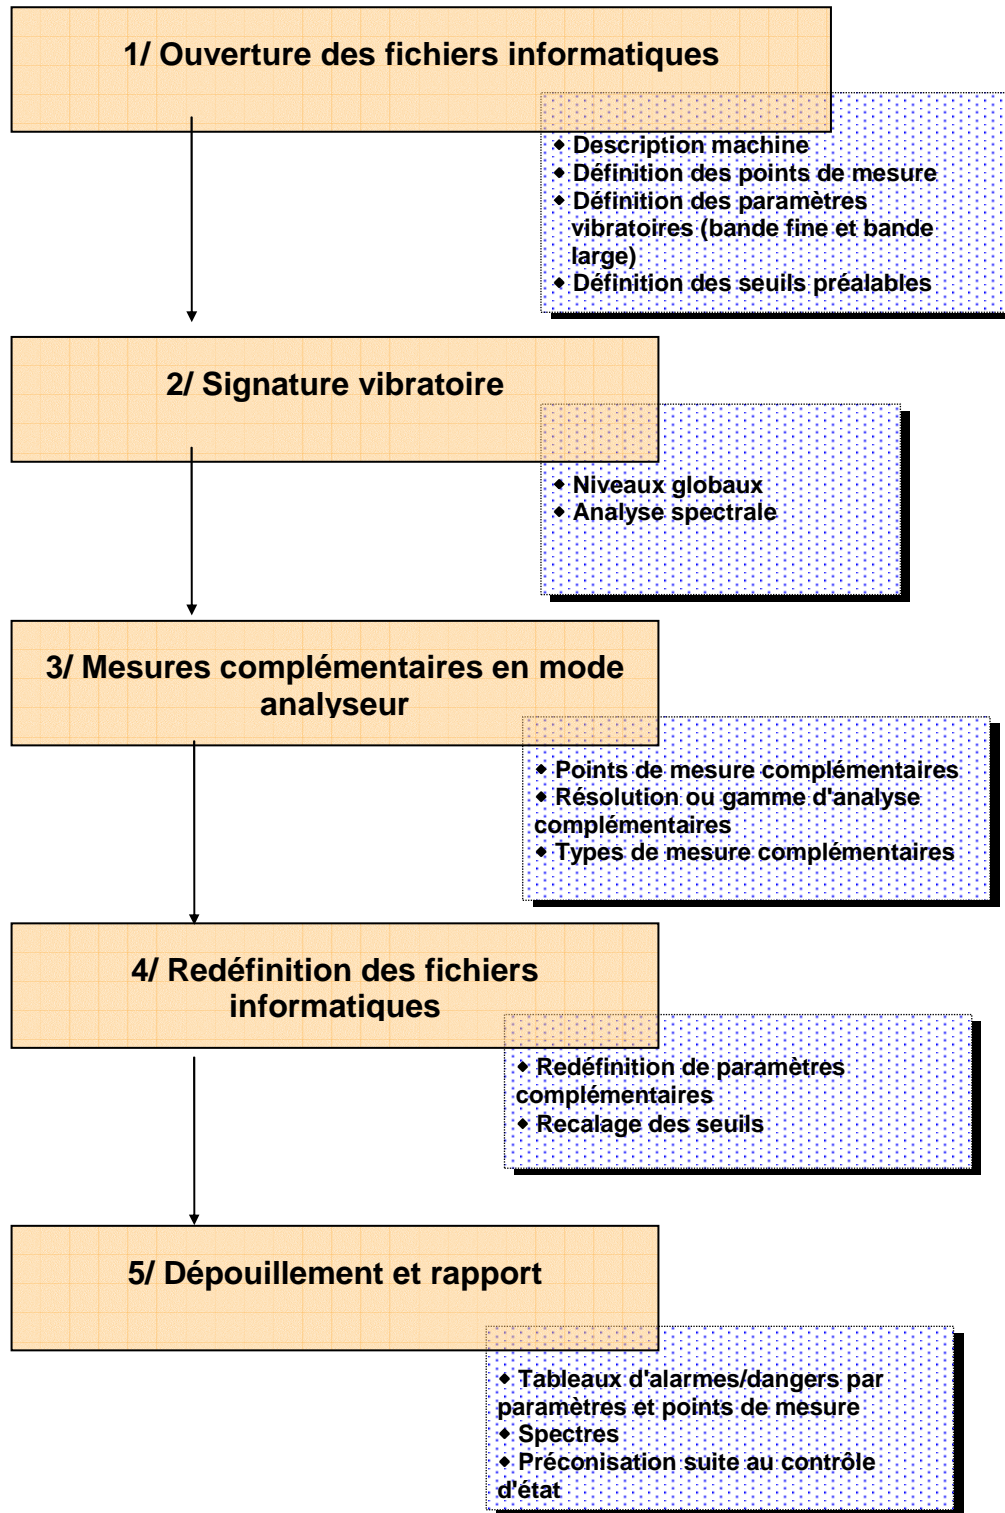 1/ Ouverture des fichiers informatiques
♦ Description machine
♦ Définition des points de mesure
♦ Définition des paramètres
vibratoires (bande fine et bande
large)
♦ Définition des seuils préalables
2/ Signature vibratoire
♦ Niveaux globaux
♦ Analyse spectrale
3/ Mesures complémentaires en mode
analyseur
♦ Points de mesure complémentaires
♦ Résolution ou gamme d'analyse
complémentaires
♦ Types de mesure complémentaires
4/ Redéfinition des fichiers
informatiques
♦ Redéfinition de paramètres
complémentaires
♦ Recalage des seuils
5/ Dépouillement et rapport
♦ Tableaux d'alarmes/dangers par
paramètres et points de mesure
♦ Spectres
♦ Préconisation suite au contrôle
d'état